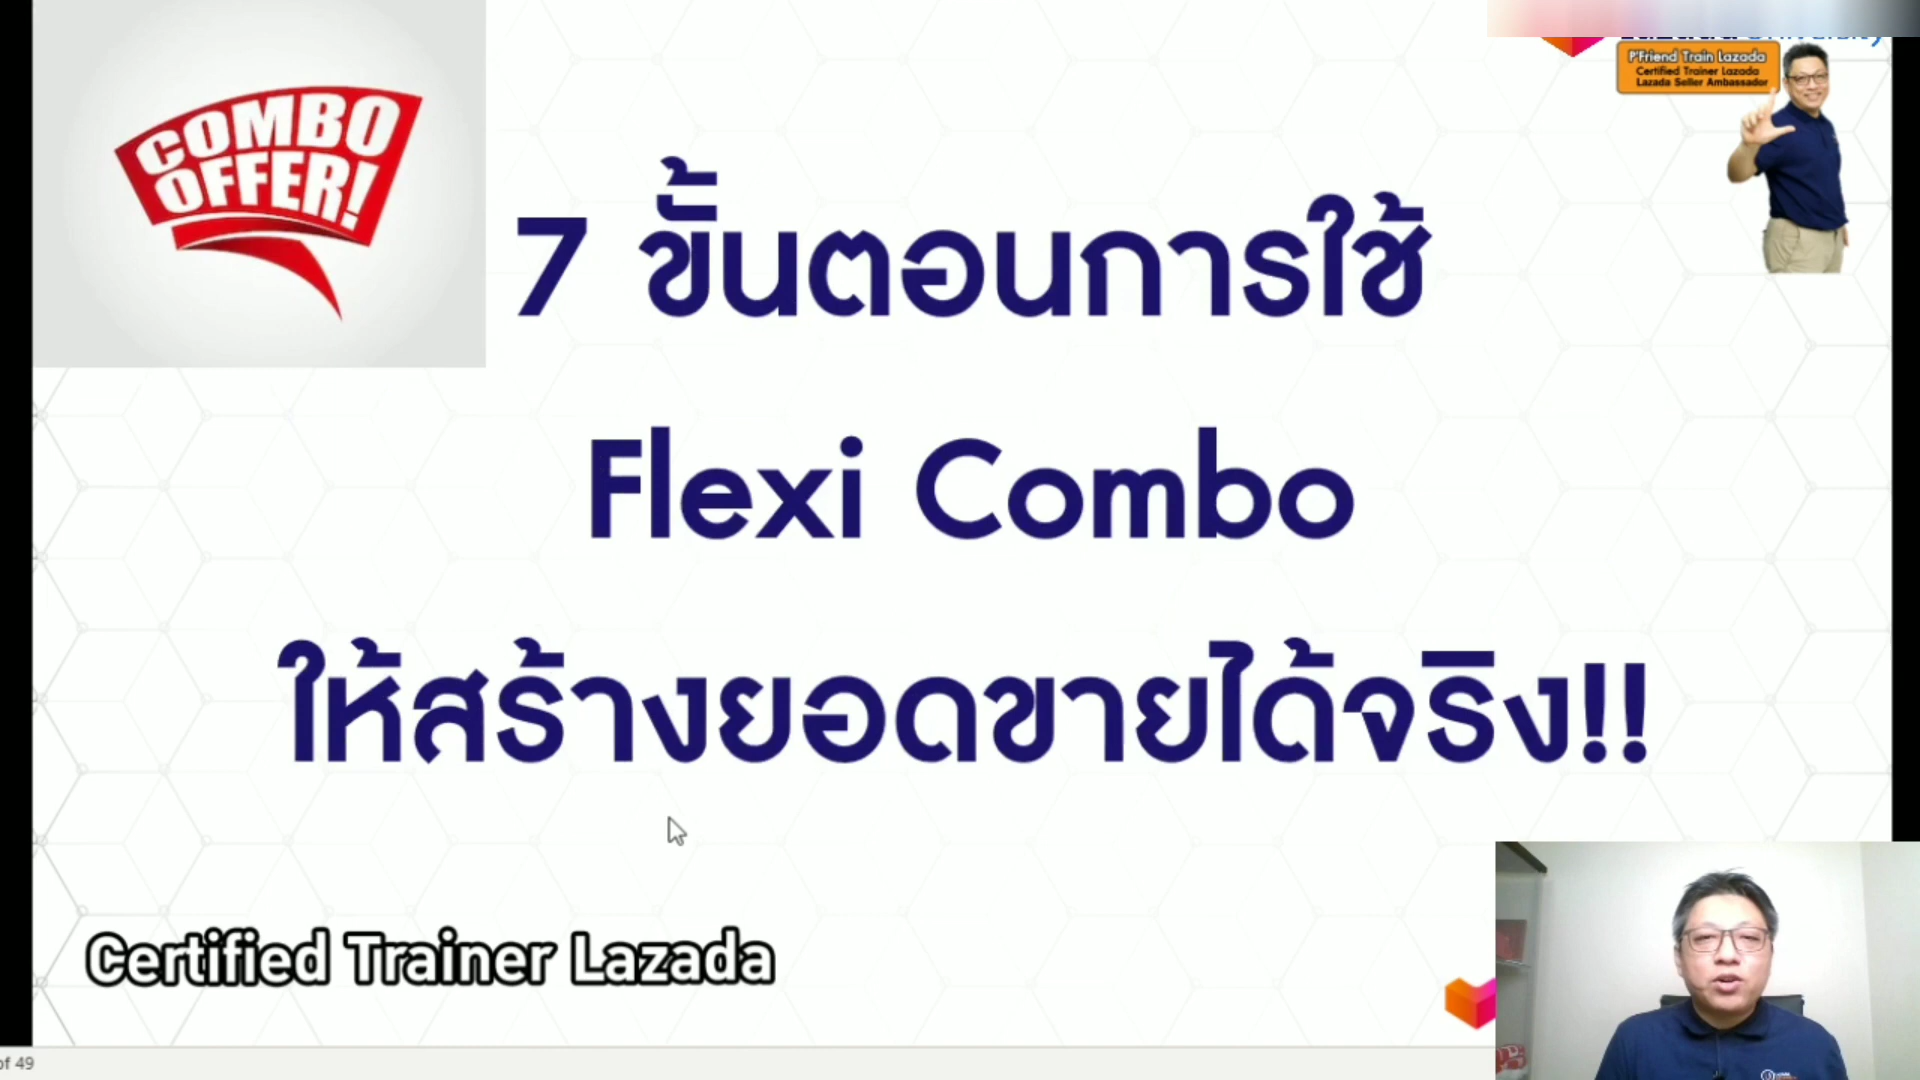 COMBO
OFFER!
P'Friend Train Lazada
Certified Trainer Lazada
Lazada Seller Ambassador
7 ขั้นตอนการใช้
Flexi Combo
ให้สร้างยอดขายได้จริง!!
Certified Trainer Lazada
of 49